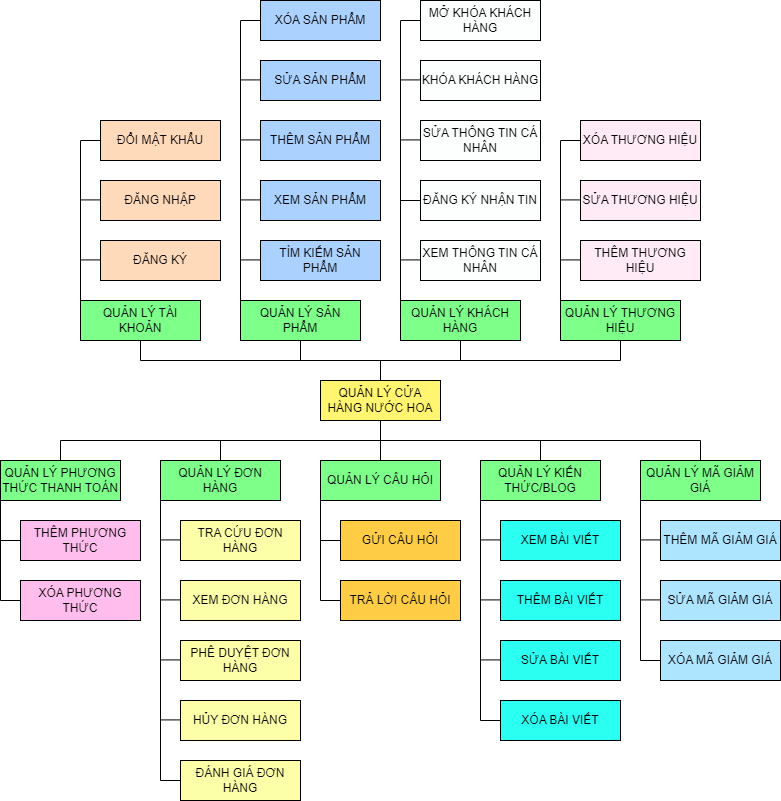 XÓA SẢN PHẨM
MỞ KHÓA KHÁCH
HÀNG
SỬA SẢN PHẨM
KHÓA KHÁCH HÀNG
ĐỔI MẬT KHẨU
THÊM SẢN PHẨM
SỬA THÔNG TIN CÁ
NHÂN
XÓA THƯƠNG HIỆU
ĐĂNG NHẬP
XEM SẢN PHẨM
ĐĂNG KÝ NHẬN TIN
SỬA THƯƠNG HIỆU
ĐĂNG KÝ
TÌM KIẾM SẢN
PHẨM
XEM THÔNG TIN CÁ
NHÂN
THÊM THƯƠNG
HIỆU
QUẢN LÝ TÀI
KHOẢN
QUẢN LÝ SẢN
PHẨM
QUẢN LÝ KHÁCH
HÀNG
QUẢN LÝ THƯƠNG
HIỆU
QUẢN LÝ CỬA
HÀNG NƯỚC HOA
QUẢN LÝ PHƯƠNG
THỨC THANH TOÁN
QUẢN LÝ ĐƠN
HÀNG
QUẢN LÝ CÂU HỎI
QUẢN LÝ KIẾN
THỨC/BLOG
QUẢN LÝ MÃ GIẢM
GIÁ
THÊM PHƯƠNG
THỨC
TRA CỨU ĐƠN
HÀNG
GỬI CÂU HỎI
XEM BÀI VIẾT
THÊM MÃ GIẢM GIÁ
XÓA PHƯƠNG
THỨC
XEM ĐƠN HÀNG
TRẢ LỜI CÂU HỎI
THÊM BÀI VIẾT
SỬA MÃ GIẢM GIÁ
PHÊ DUYỆT ĐƠN
HÀNG
SỬA BÀI VIẾT
XÓA MÃ GIẢM GIÁ
HỦY ĐƠN HÀNG
XÓA BÀI VIẾT
ĐÁNH GIÁ ĐƠN
HÀNG